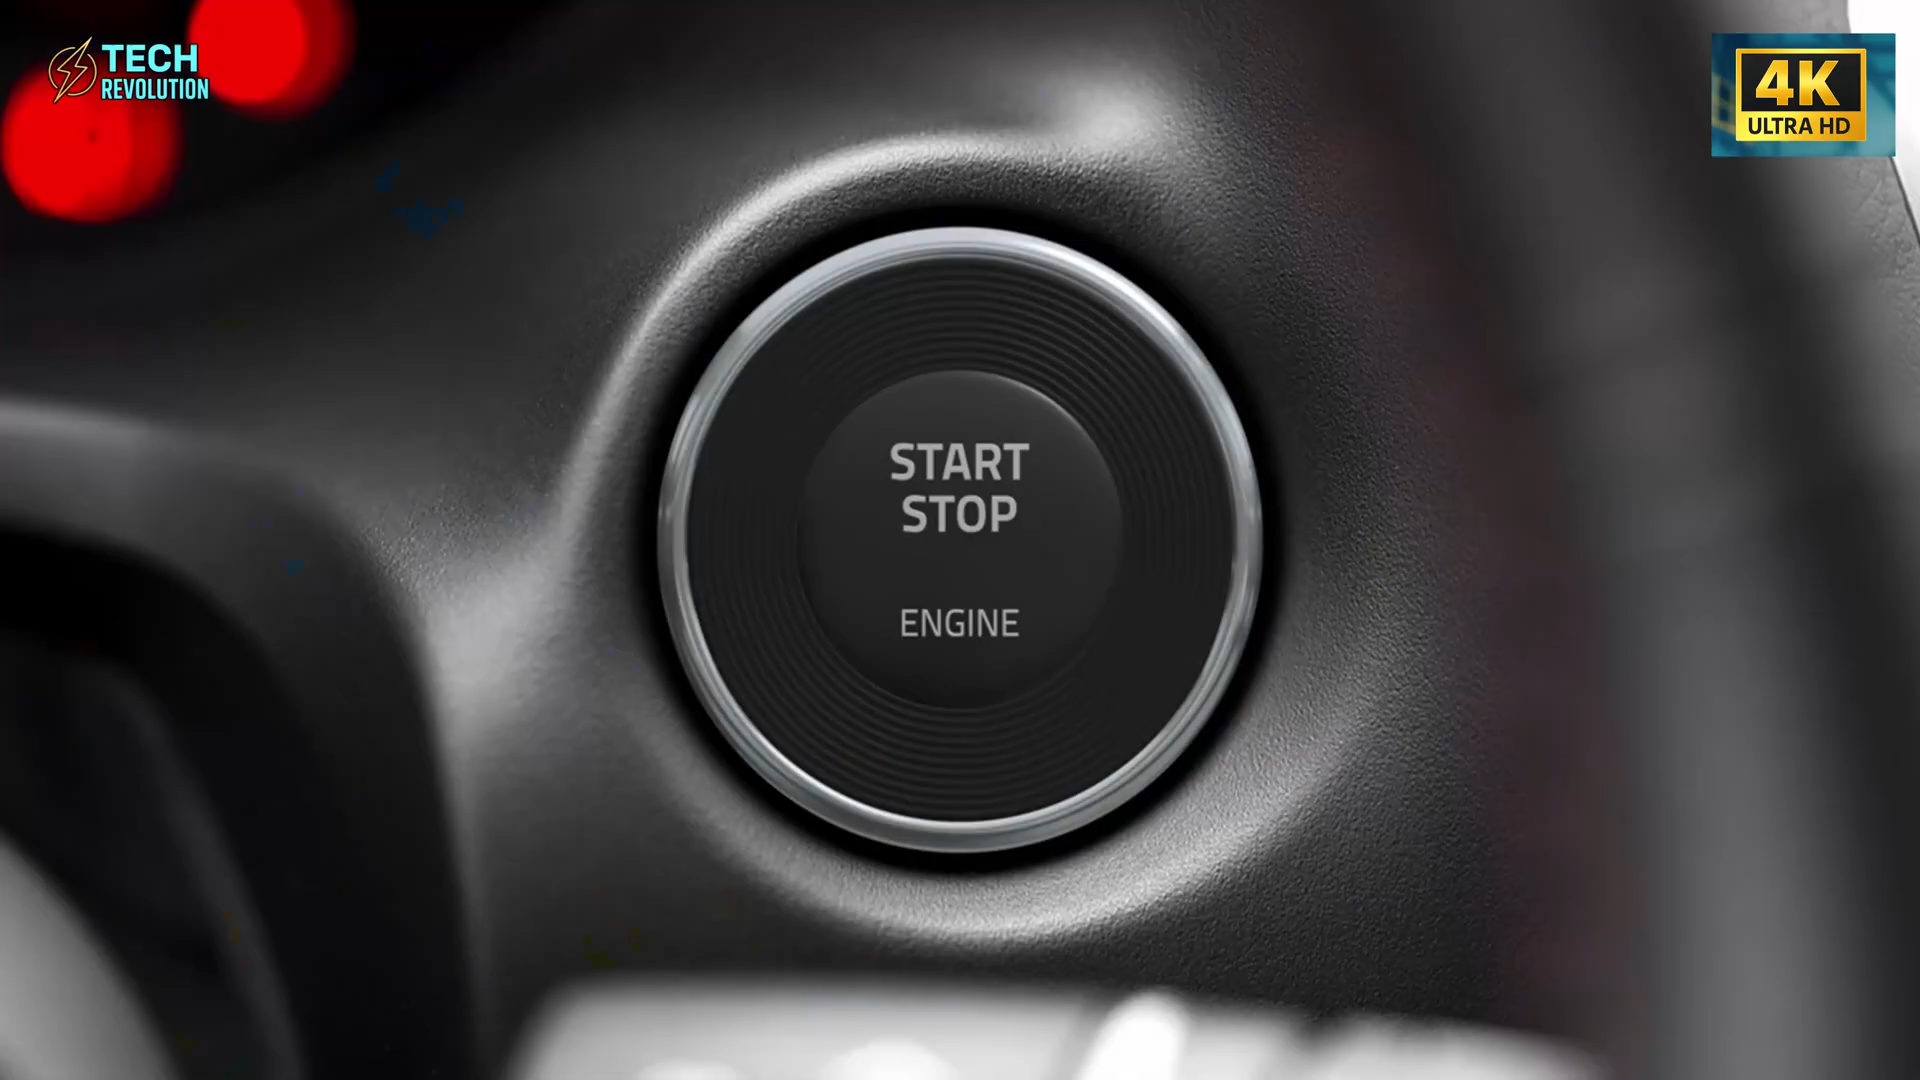 TECH
REVOLUTION
4K
ULTRA HD
START
STOP
ENGINE